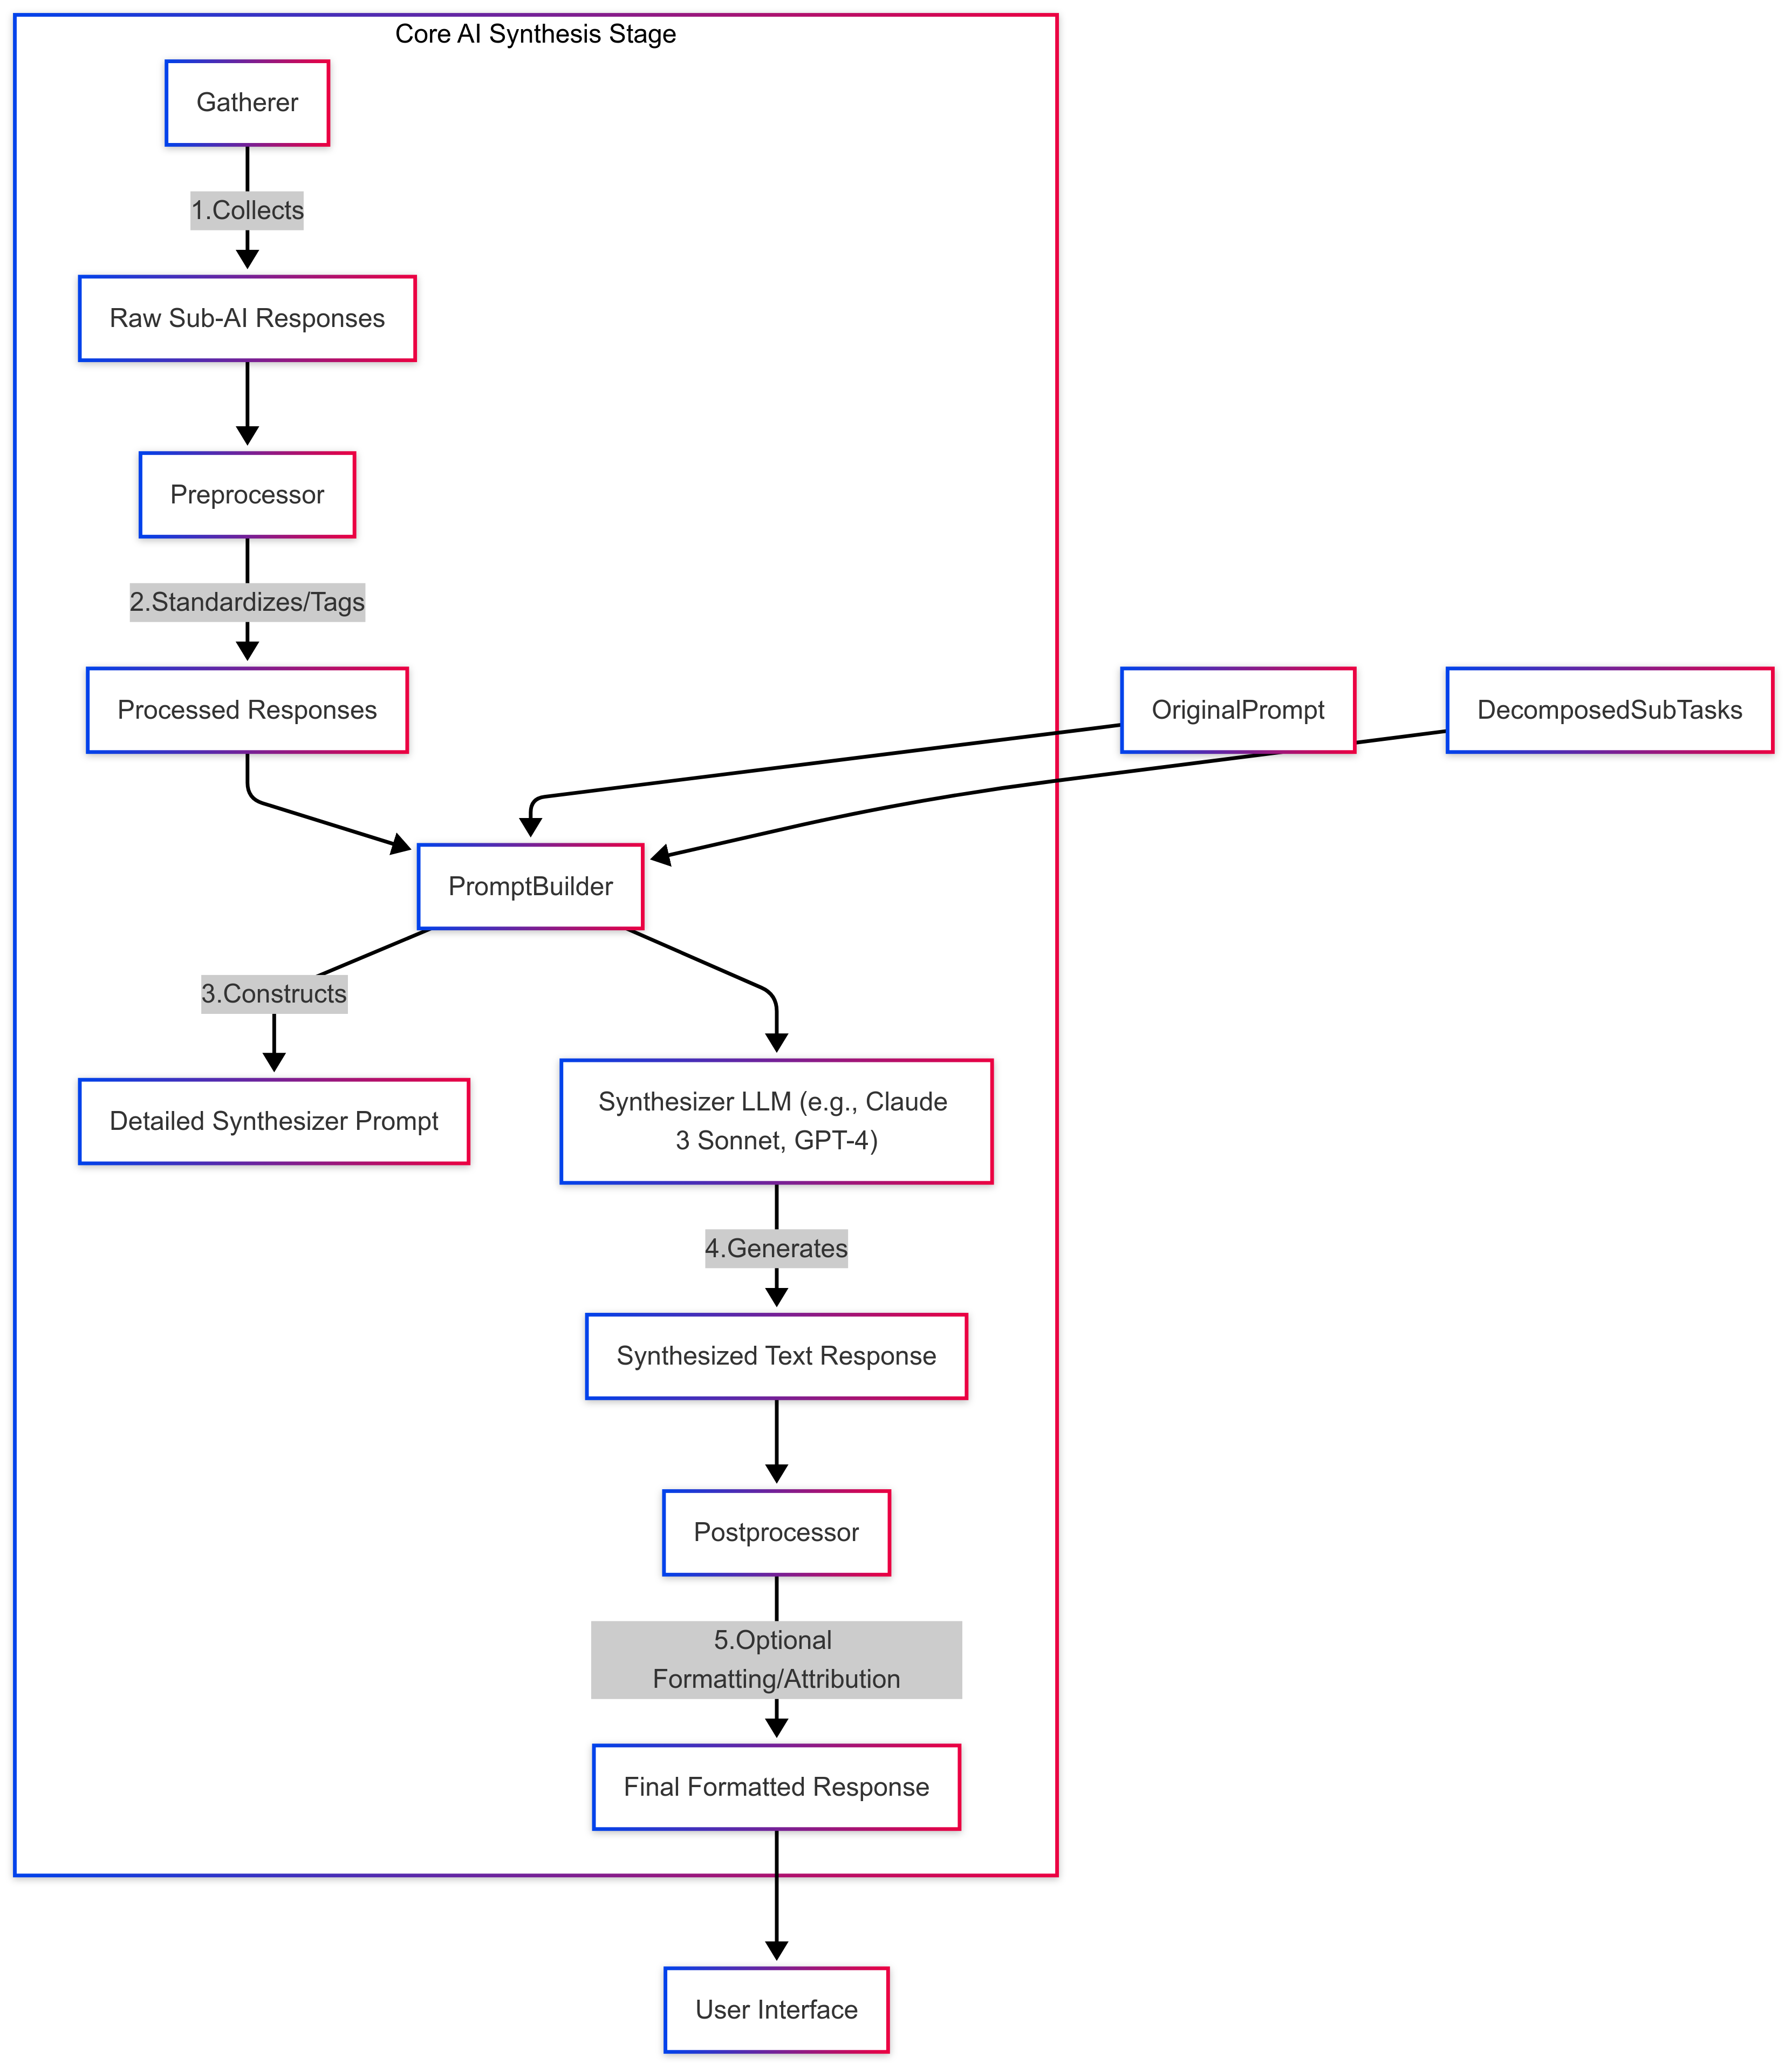 Core AI Synthesis Stage
Gatherer
1.Collects
Raw Sub-AI Responses
Preprocessor
2.Standardizes/Tags
Processed Responses
OriginalPrompt
DecomposedSubTasks
PromptBuilder
3.Constructs
Detailed Synthesizer Prompt
Synthesizer LLM (e.g., Claude
3 Sonnet, GPT-4)
4.Generates
Synthesized Text Response
Postprocessor
5.Optional
Formatting/Attribution
Final Formatted Response
User Interface